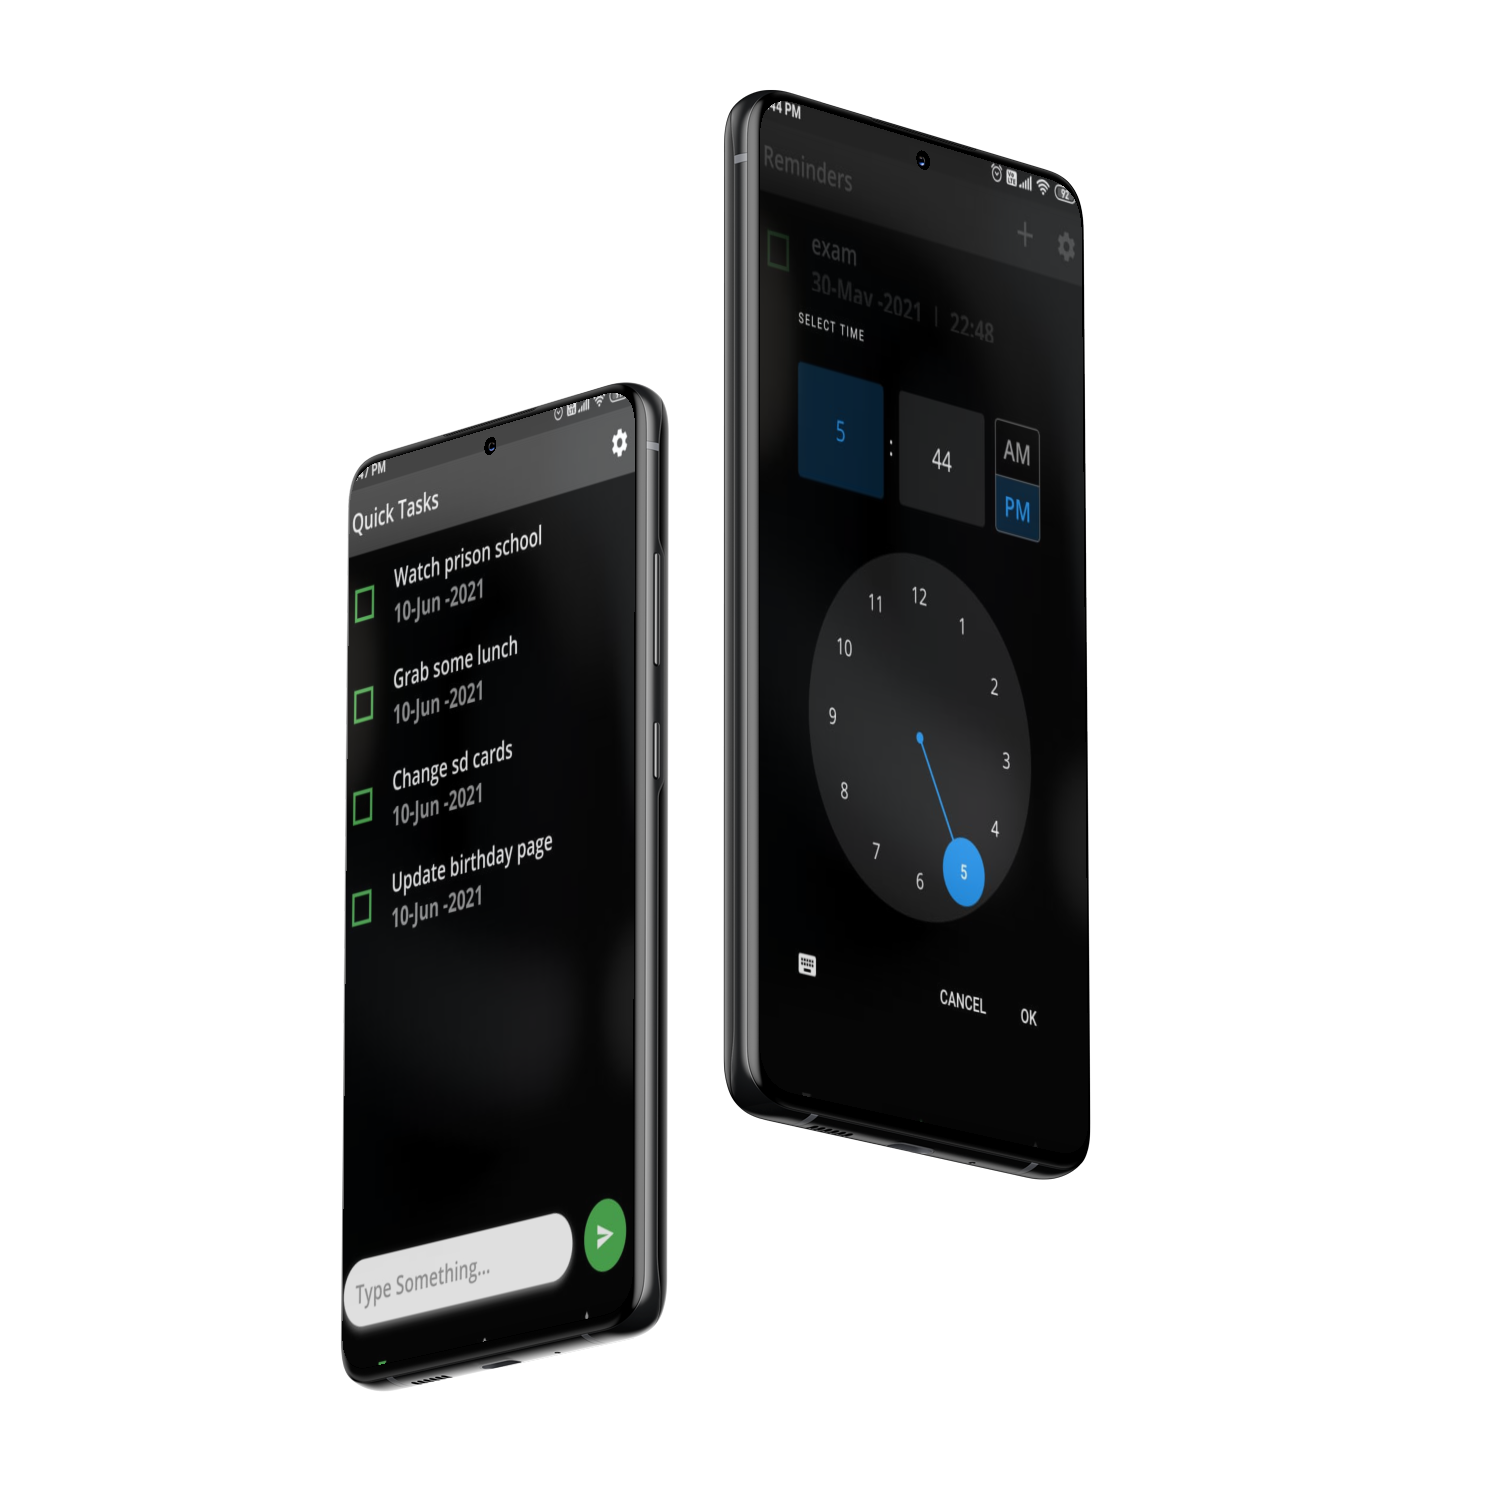 Quick Tasks
Watch prison school
10-Jun -2021
Grab some lunch
10-Jun -2021
Change sd cards
10-Jun -2021
Update birthday page
10-Jun -2021
Type Something...
44 PM
92
Reminders
exam
30-May -2021 | 22:48
SELECT TIME
5 : 44
AM
PM
12
1
2
3
4
5
6
7
8
9
10
11
CANCEL
OK